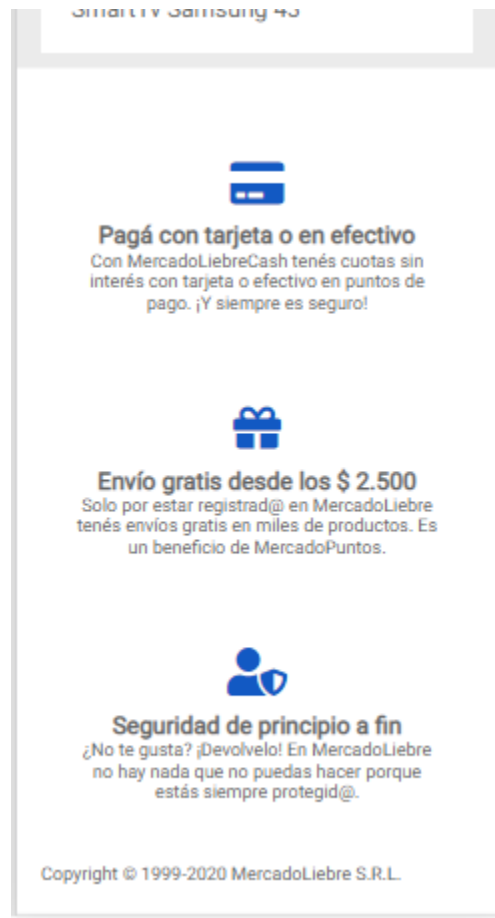 SmartTV Samsung 43
Pagá con tarjeta o en efectivo
Con MercadoLiebreCash tenés cuotas sin
interés con tarjeta o efectivo en puntos de
pago. ¡Y siempre es seguro!
Envío gratis desde los $ 2.500
Solo por estar registrad@ en MercadoLiebre
tenés envíos gratis en miles de productos. Es
un beneficio de MercadoPuntos.
Seguridad de principio a fin
¿No te gusta? ¡Devolvelo! En MercadoLiebre
no hay nada que no puedas hacer porque
estás siempre protegid@.
Copyright © 1999-2020 MercadoLiebre S.R.L.